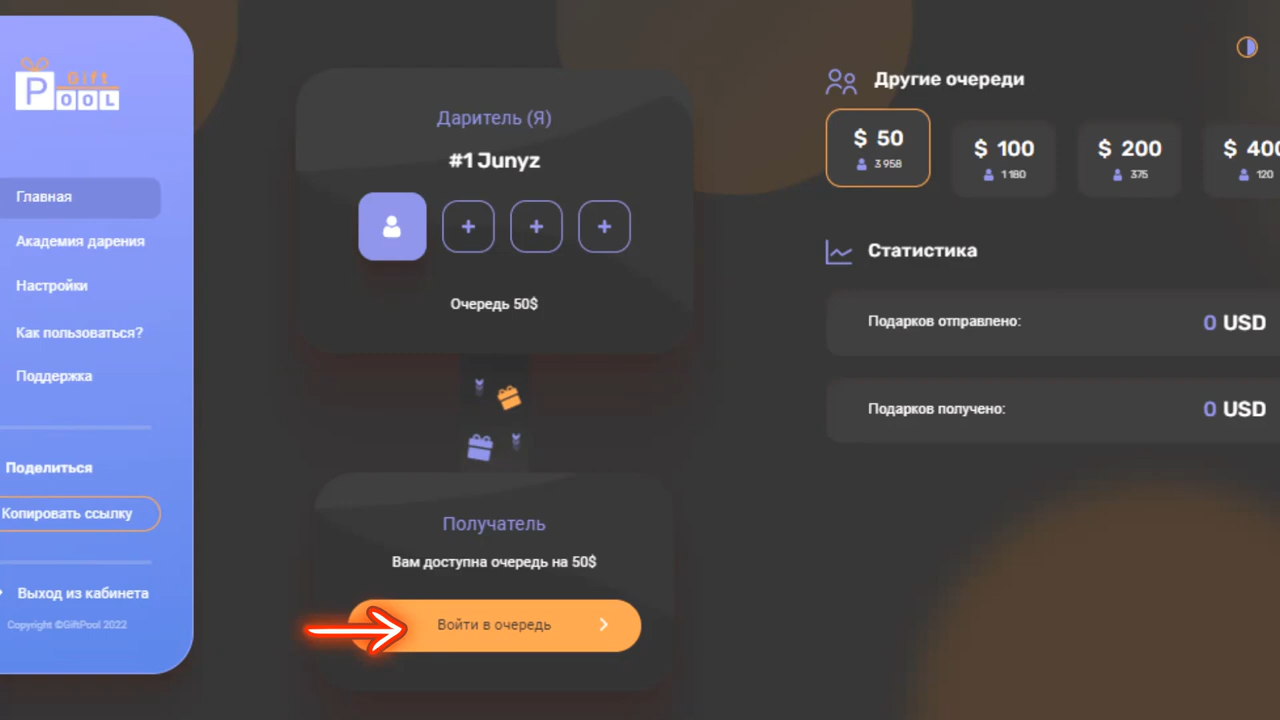 Gift
POOL
Главная
Академия дарения
Настройки
Как пользоваться?
Поддержка
Поделиться
Копировать ссылку
Выход из кабинета
Copyright ©GiftPool 2022
Даритель (Я)
#1 Junyz
Очередь 50$
Получатель
Вам доступна очередь на 50$
Войти в очередь
Другие очереди
$ 50
3 958
$ 100
1 180
$ 200
375
$ 400
120
Статистика
Подарков отправлено:
0 USD
Подарков получено:
0 USD